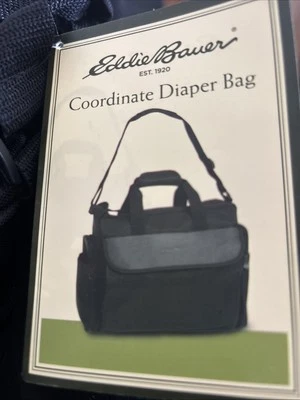 Eddie Bauer
EST. 1920
Coordinate Diaper Bag